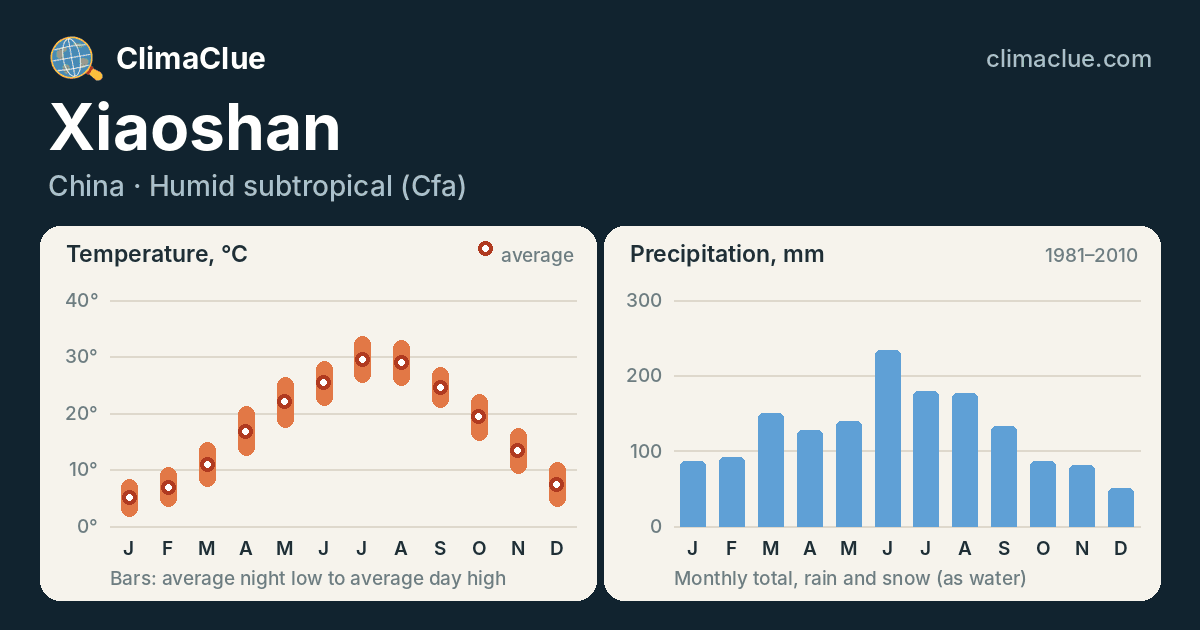 ClimaClue
climaclue.com
Xiaoshan
China · Humid subtropical (Cfa)
Temperature, °C
average
40°
30°
20°
10°
0°
J F M A M J J A S O N D
Bars: average night low to average day high
Precipitation, mm
1981–2010
300
200
100
0
J F M A M J J A S O N D
Monthly total, rain and snow (as water)